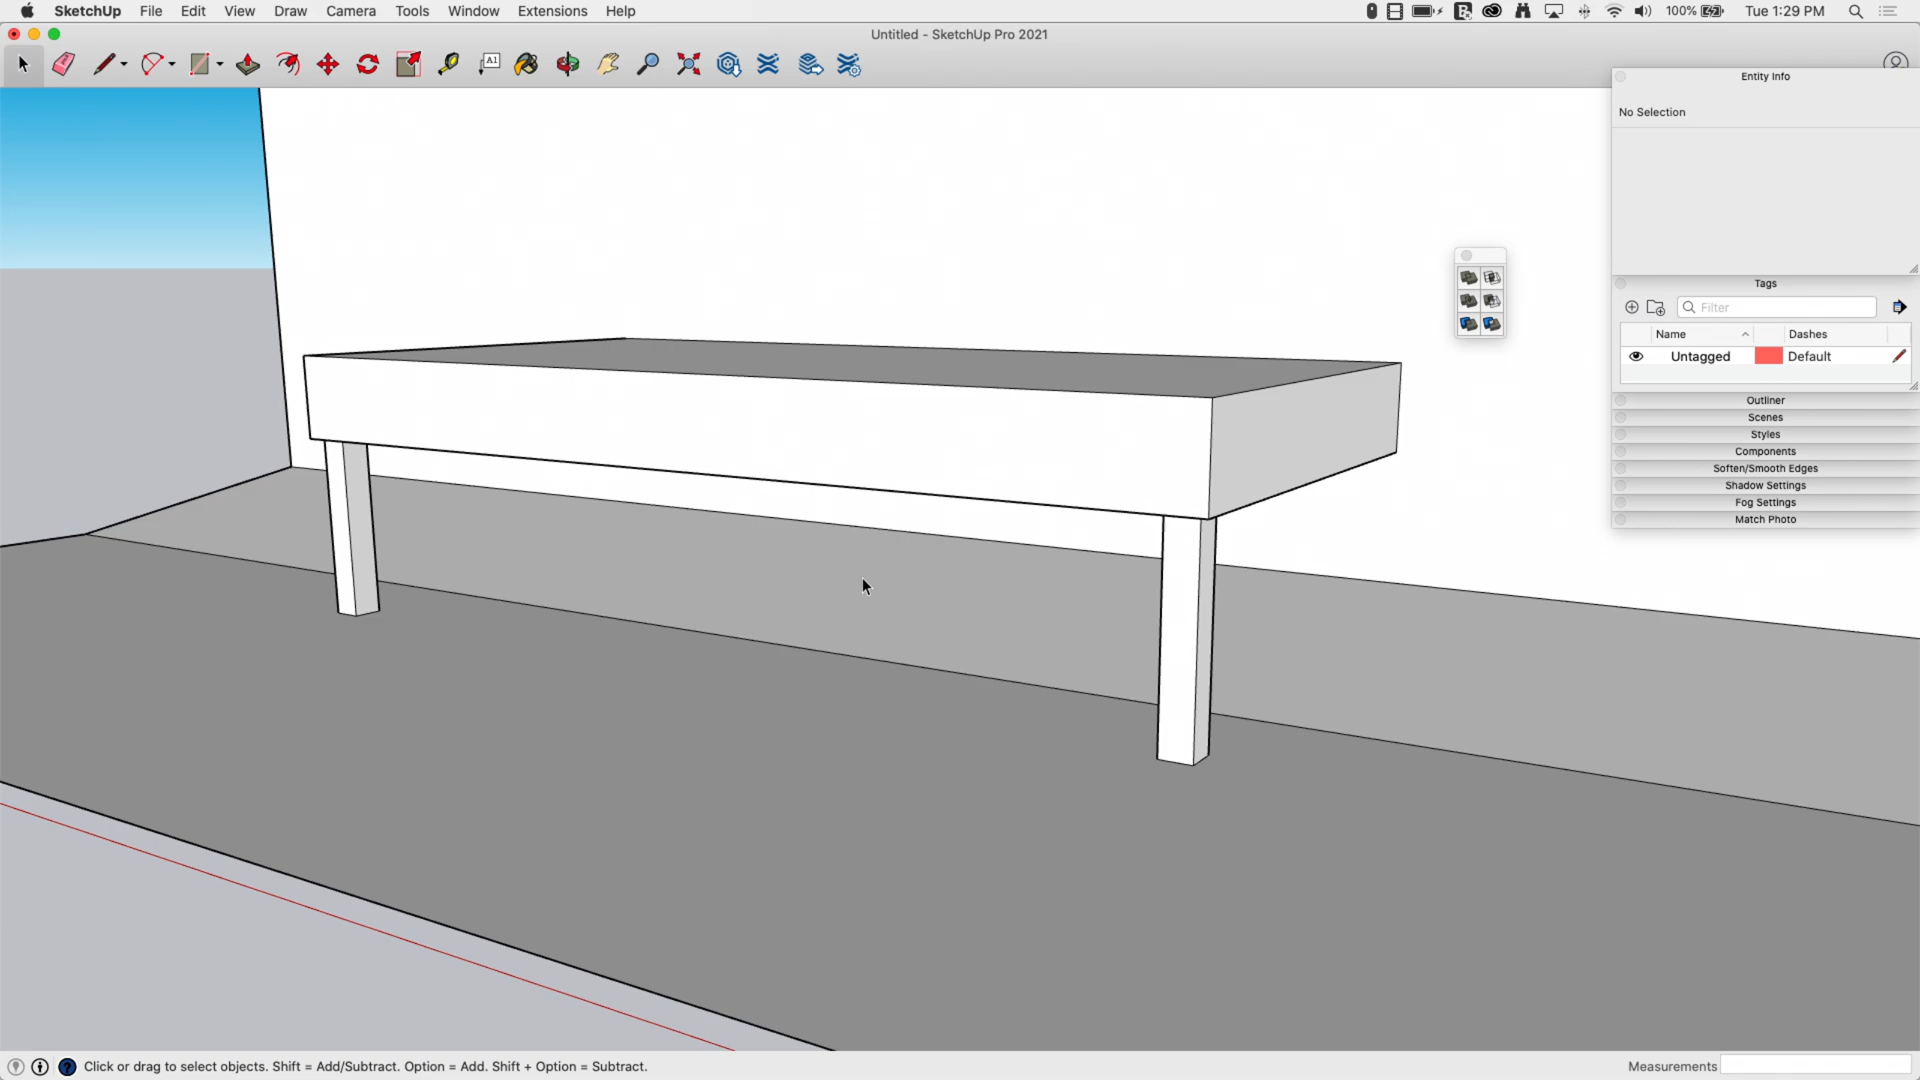 SketchUp File Edit View Draw Camera Tools Window Extensions Help 100% Tue 1:29 PM
Untitled - SketchUp Pro 2021
A1
Entity Info
No Selection
Tags
Filter
Name Dashes
Untagged Default
Outliner
Scenes
Styles
Components
Soften/Smooth Edges
Shadow Settings
Fog Settings
Match Photo
Click or drag to select objects. Shift = Add/Subtract. Option = Add. Shift + Option = Subtract.
Measurements